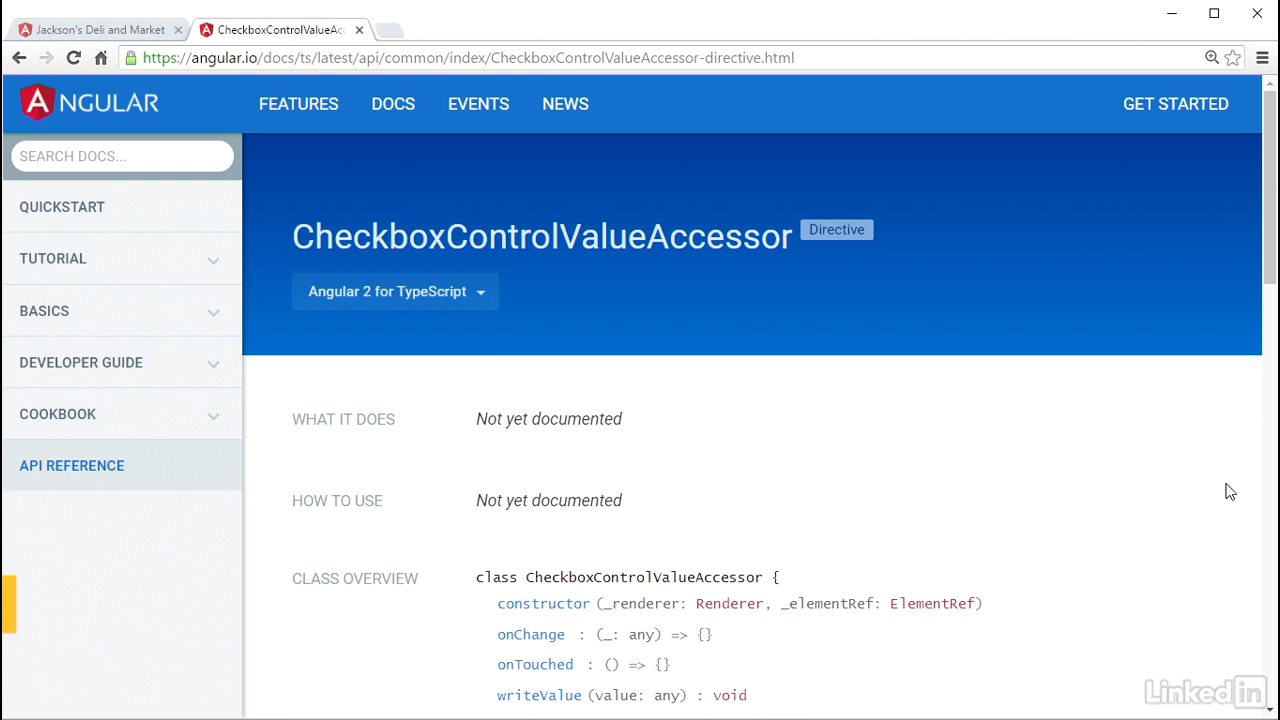 Jackson's Deli and Market
CheckboxControlValueAcc
https://angular.io/docs/ts/latest/api/common/index/CheckboxControlValueAccessor-directive.html
ANGULAR
FEATURES
DOCS
EVENTS
NEWS
GET STARTED
SEARCH DOCS...
QUICKSTART
TUTORIAL
BASICS
DEVELOPER GUIDE
COOKBOOK
API REFERENCE
CheckboxControlValueAccessor Directive
Angular 2 for TypeScript
WHAT IT DOES Not yet documented
HOW TO USE Not yet documented
CLASS OVERVIEW class CheckboxControlValueAccessor {
constructor (_renderer: Renderer, _elementRef: ElementRef)
onChange : (_: any) => {}
onTouched : () => {}
writeValue (value: any) : void
LinkedIn